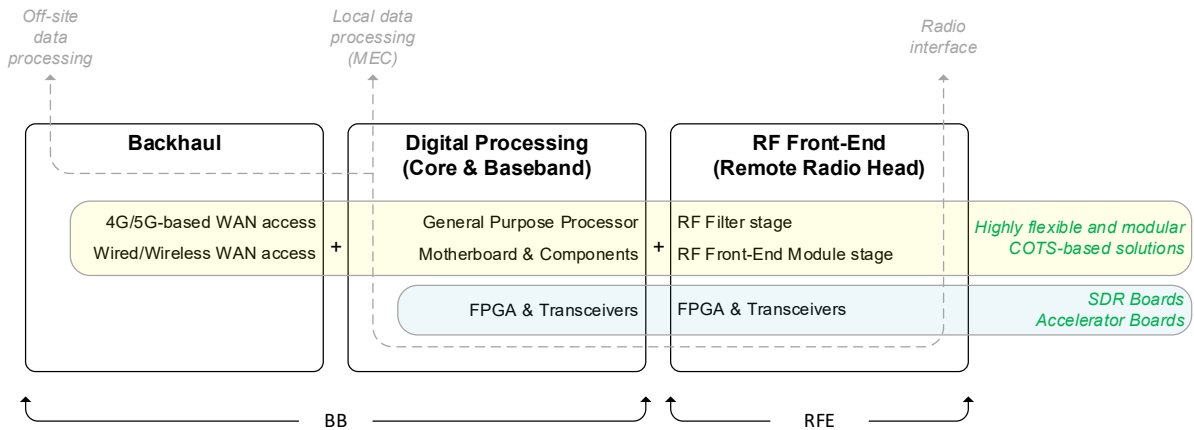 Off-site
data
processing
Local data
processing
(MEC)
Radio
interface
Backhaul
Digital Processing
(Core & Baseband)
RF Front-End
(Remote Radio Head)
4G/5G-based WAN access
Wired/Wireless WAN access
+
General Purpose Processor
Motherboard & Components
+
RF Filter stage
RF Front-End Module stage
Highly flexible and modular
COTS-based solutions
FPGA & Transceivers
FPGA & Transceivers
SDR Boards
Accelerator Boards
BB
RFE